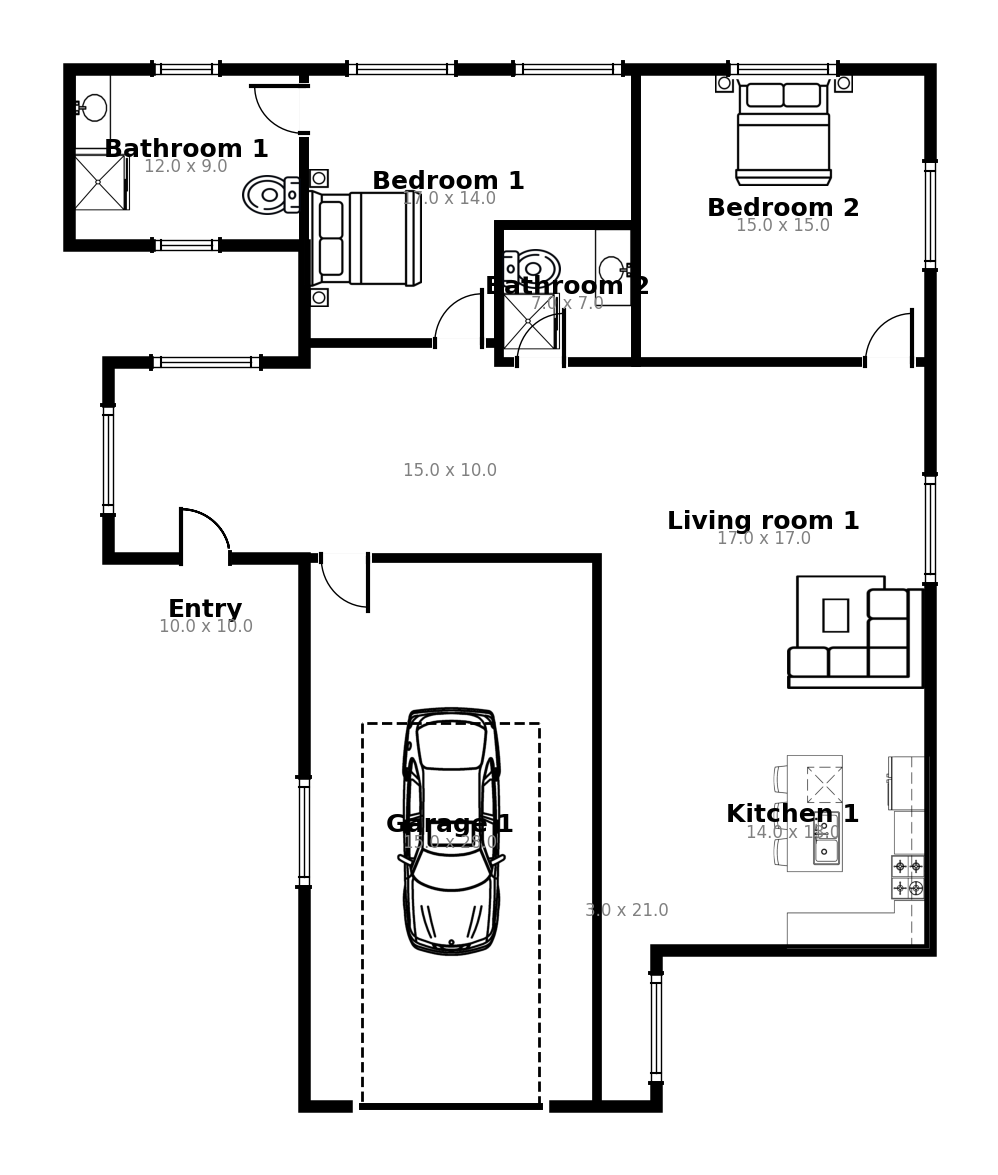 Bathroom 1
12.0 x 9.0
Bedroom 1
17.0 x 14.0
Bedroom 2
15.0 x 15.0
Bathroom 2
7.0 x 7.0
15.0 x 10.0
Living room 1
17.0 x 17.0
Entry
10.0 x 10.0
Kitchen 1
14.0 x 13.0
Garage 1
15.0 x 28.0
3.0 x 21.0